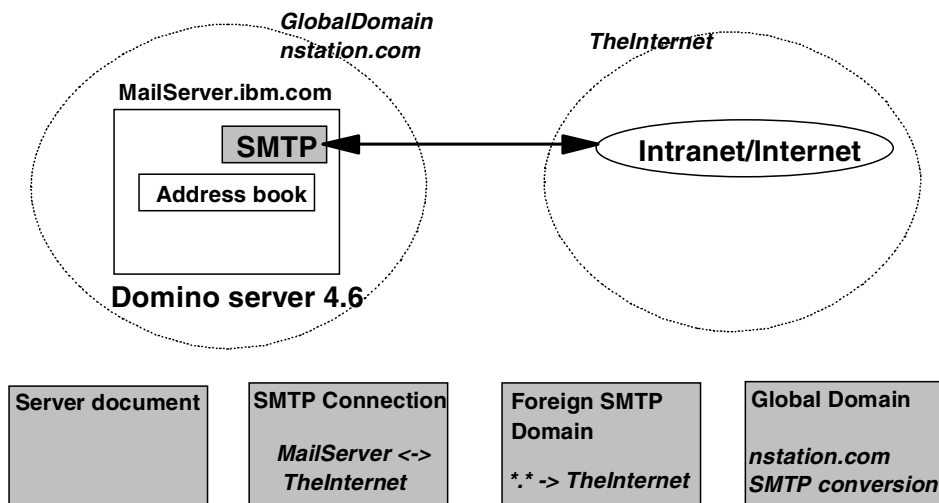 GlobalDomain
nstation.com
TheInternet
MailServer.ibm.com
SMTP
Address book
Intranet/Internet
Domino server 4.6
Server document
SMTP Connection
MailServer <->
TheInternet
Foreign SMTP
Domain
*.* -> TheInternet
Global Domain
nstation.com
SMTP conversion